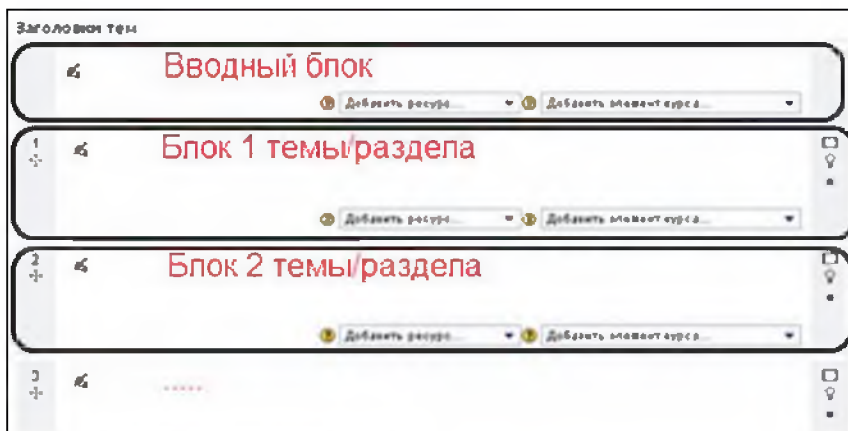 Заголовки тем
Вводный блок
Добавить ресурс... Добавить элемент курса...
1 Блок 1 темы/раздела
Добавить ресурс... Добавить элемент курса...
2 Блок 2 темы/раздела
Добавить ресурс... Добавить элемент курса...
3 .....